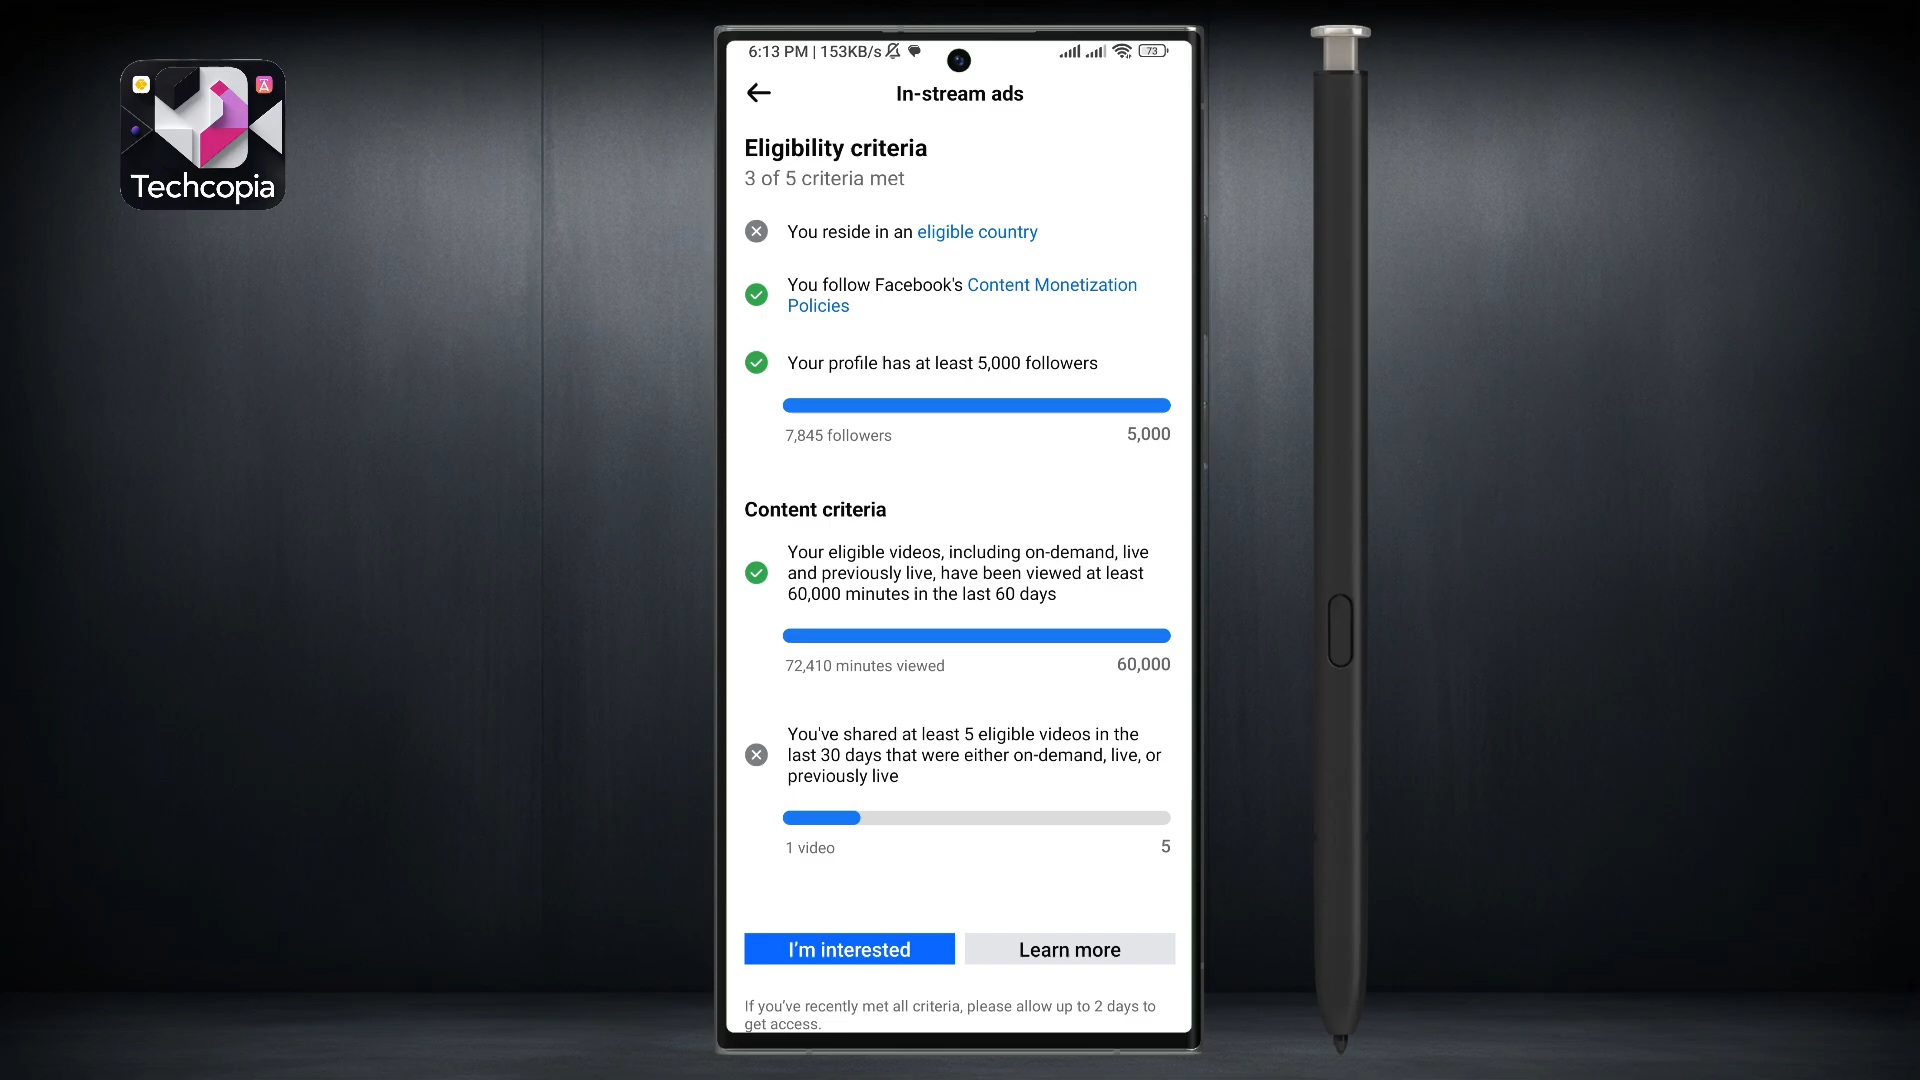 Techcopia
6:13 PM | 153KB/s
73
In-stream ads
Eligibility criteria
3 of 5 criteria met
You reside in an eligible country
You follow Facebook's Content Monetization
Policies
Your profile has at least 5,000 followers
7,845 followers
5,000
Content criteria
Your eligible videos, including on-demand, live
and previously live, have been viewed at least
60,000 minutes in the last 60 days
72,410 minutes viewed
60,000
You've shared at least 5 eligible videos in the
last 30 days that were either on-demand, live, or
previously live
1 video
5
I'm interested
Learn more
If you've recently met all criteria, please allow up to 2 days to
get access.